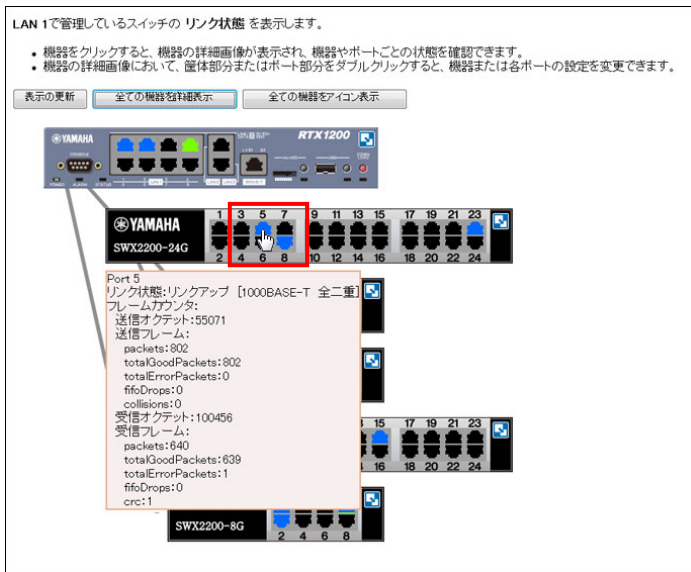 LAN 1で管理しているスイッチの リンク状態 を表示します。
• 機器をクリックすると、機器の詳細画像が表示され、機器やポートごとの状態を確認できます。
• 機器の詳細画像において、筐体部分またはポート部分をダブルクリックすると、機器または各ポートの設定を変更できます。
表示の更新 全ての機器を詳細表示 全ての機器をアイコン表示
YAMAHA RTX1200
CONSOLE
POWER ALARM STATUS
YAMAHA 1 3 5 7 9 11 13 15 17 19 21 23
SWX2200-24G 2 4 6 8 10 12 14 16 18 20 22 24
Port 5
リンク状態:リンクアップ [1000BASE-T 全二重]
フレームカウンタ:
送信オクテット:55071
送信フレーム:
packets:802
totalGoodPackets:802
totalErrorPackets:0
fifoDrops:0
collisions:0
受信オクテット:100456
受信フレーム:
packets:640
totalGoodPackets:639
totalErrorPackets:1
fifoDrops:0
crc:1
15 17 19 21 23
16 18 20 22 24
SWX2200-8G 2 4 6 8